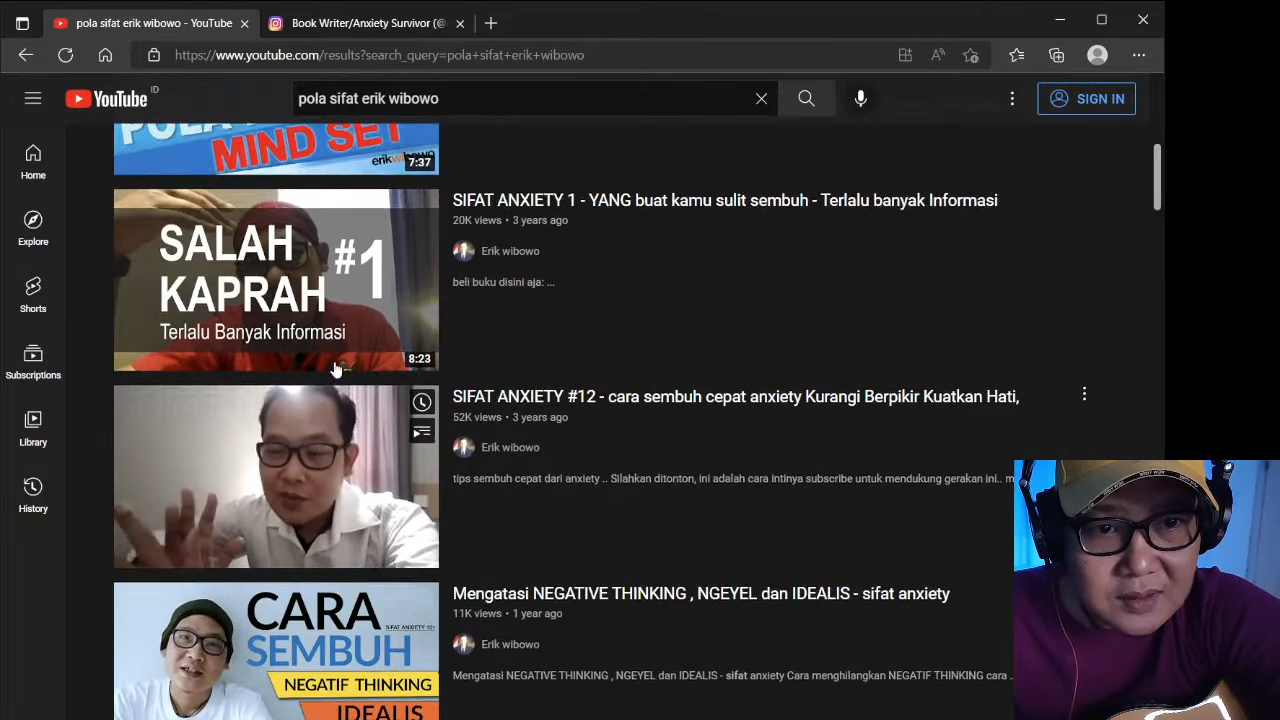 pola sifat erik wibowo - YouTube
Book Writer/Anxiety Survivor (@
https://www.youtube.com/results?search_query=pola+sifat+erik+wibowo
YouTube ID
pola sifat erik wibowo
SIGN IN
Home
Explore
Shorts
Subscriptions
Library
History
MIND SET
erikwibowo
7:37
SALAH
KAPRAH
#1
Terlalu Banyak Informasi
8:23
SIFAT ANXIETY 1 - YANG buat kamu sulit sembuh - Terlalu banyak Informasi
20K views • 3 years ago
Erik wibowo
beli buku disini aja: ...
SIFAT ANXIETY #12 - cara sembuh cepat anxiety Kurangi Berpikir Kuatkan Hati,
52K views • 3 years ago
Erik wibowo
tips sembuh cepat dari anxiety .. Silahkan ditonton, ini adalah cara intinya subscribe untuk mendukung gerakan ini.. m
CARA
SIFAT ANXIETY 101
SEMBUH
NEGATIF THINKING
IDEALIS
Mengatasi NEGATIVE THINKING , NGEYEL dan IDEALIS - sifat anxiety
11K views • 1 year ago
Erik wibowo
Mengatasi NEGATIVE THINKING , NGEYEL dan IDEALIS - sifat anxiety Cara menghilangkan NEGATIF THINKING cara ..